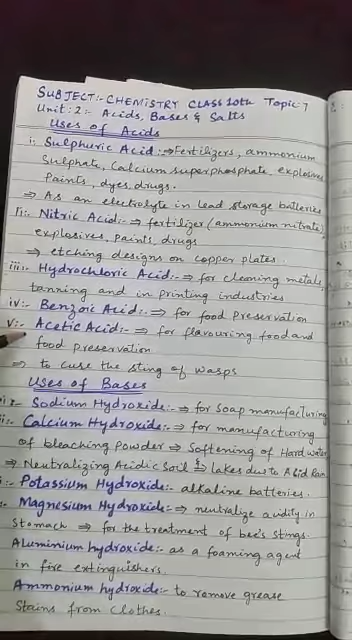 SUBJECT:- CHEMISTRY CLASS 10th Topic: 7
Unit: 2:- Acids, Bases & Salts
Uses of Acids
i:- Sulphuric Acid:- ⇒ Fertilizers, ammonium
Sulphate, Calcium superphosphate, explosives
Paints, dyes, drugs.
⇒ As an electrolyte in Lead storage batteries
ii:- Nitric Acid:- ⇒ fertilizer (ammonium nitrate)
explosives, paints, drugs
⇒ etching designs on copper plates.
iii:- Hydrochloric Acid:- ⇒ for cleaning metals,
tanning and in printing industries
iv:- Benzoic Acid:- ⇒ for food preservation
v:- Acetic Acid:- ⇒ for flavouring food and
food preservation
⇒ to cure the sting of wasps
Uses of Bases
i:- Sodium Hydroxide:- ⇒ for Soap manufacturing
ii:- Calcium Hydroxide:- ⇒ for manufacturing
of bleaching powder ⇒ Softening of Hard water
⇒ Neutralizing Acidic Soil & Lakes due to Acid Rain
:- Potassium Hydroxide:- alkaline batteries.
:- Magnesium Hydroxide:- ⇒ neutralize acidity in
Stomach ⇒ for the treatment of bee's stings.
Aluminium hydroxide:- as a foaming agent
in fire extinguishers.
Ammonium hydroxide:- to remove grease
Stains from clothes.